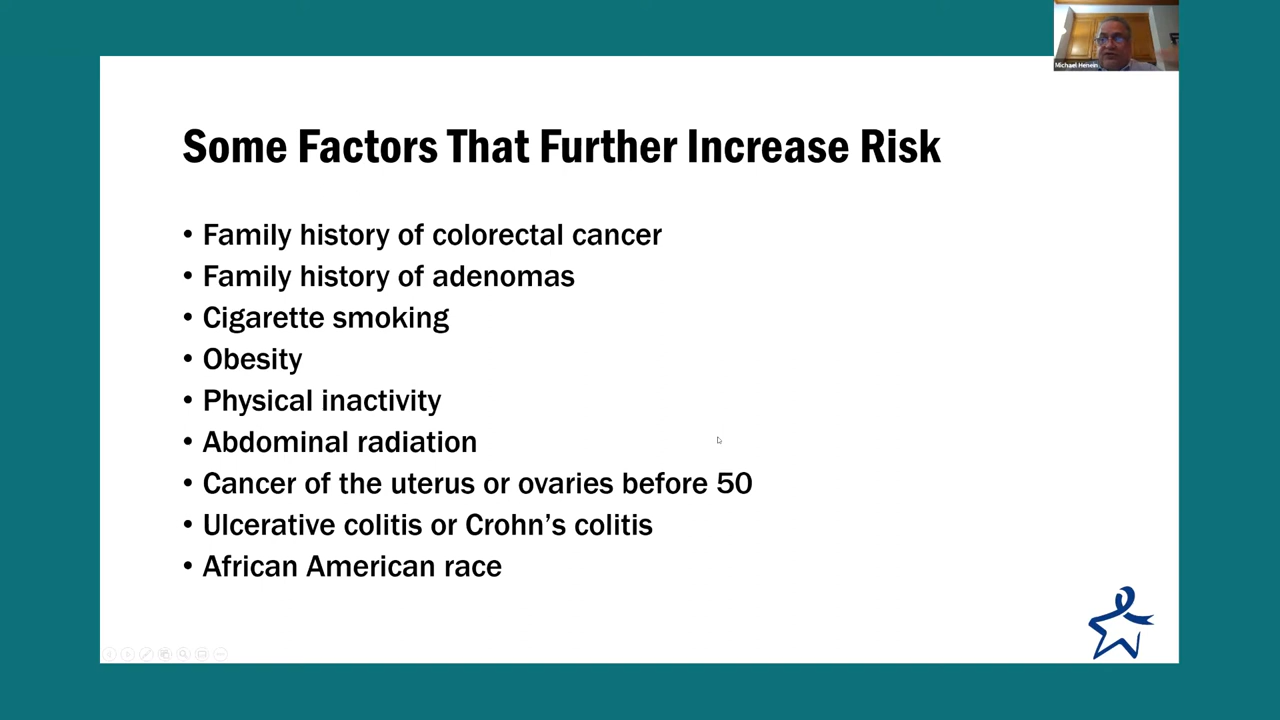 Michael Henein
Some Factors That Further Increase Risk
• Family history of colorectal cancer
• Family history of adenomas
• Cigarette smoking
• Obesity
• Physical inactivity
• Abdominal radiation
• Cancer of the uterus or ovaries before 50
• Ulcerative colitis or Crohn’s colitis
• African American race